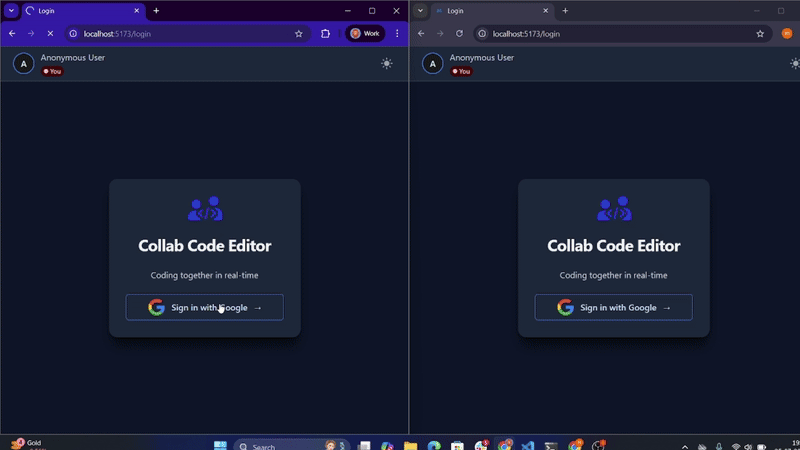 Login
Login
localhost:5173/login
Work
localhost:5173/login
A
Anonymous User
You
A
Anonymous User
You
Collab Code Editor
Coding together in real-time
Sign in with Google →
Collab Code Editor
Coding together in real-time
Sign in with Google →
Gold
Search